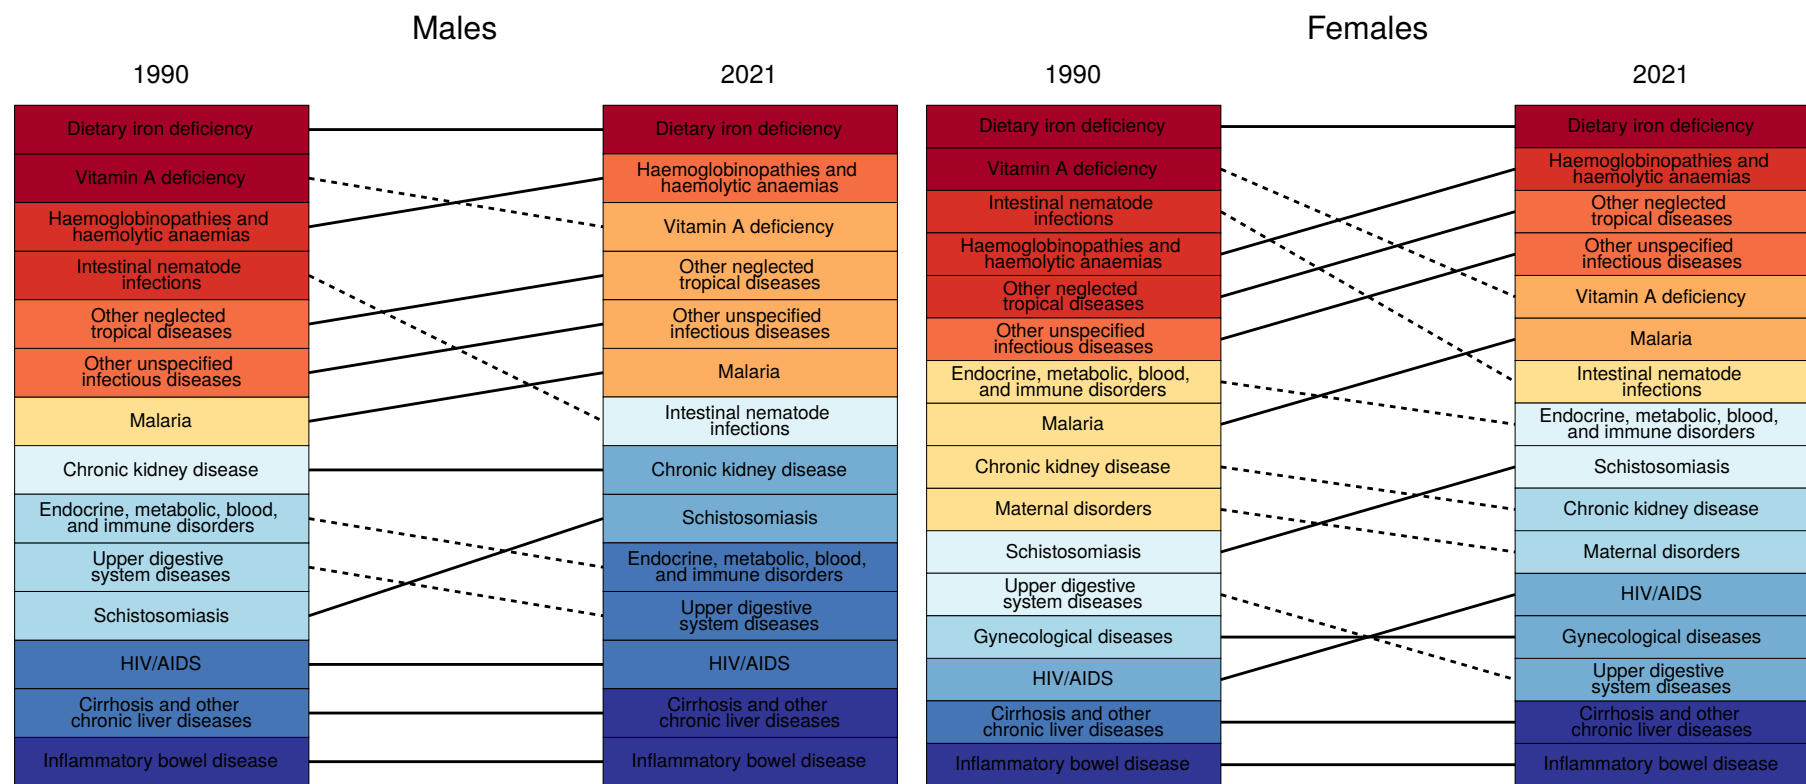 Males
1990
2021
Dietary iron deficiency
Vitamin A deficiency
Haemoglobinopathies and
haemolytic anaemias
Intestinal nematode
infections
Other neglected
tropical diseases
Other unspecified
infectious diseases
Malaria
Chronic kidney disease
Endocrine, metabolic, blood,
and immune disorders
Upper digestive
system diseases
Schistosomiasis
HIV/AIDS
Cirrhosis and other
chronic liver diseases
Inflammatory bowel disease
Dietary iron deficiency
Haemoglobinopathies and
haemolytic anaemias
Vitamin A deficiency
Other neglected
tropical diseases
Other unspecified
infectious diseases
Malaria
Intestinal nematode
infections
Chronic kidney disease
Schistosomiasis
Endocrine, metabolic, blood,
and immune disorders
Upper digestive
system diseases
HIV/AIDS
Cirrhosis and other
chronic liver diseases
Inflammatory bowel disease
Females
1990
2021
Dietary iron deficiency
Vitamin A deficiency
Intestinal nematode
infections
Haemoglobinopathies and
haemolytic anaemias
Other neglected
tropical diseases
Other unspecified
infectious diseases
Endocrine, metabolic, blood,
and immune disorders
Malaria
Chronic kidney disease
Maternal disorders
Schistosomiasis
Upper digestive
system diseases
Gynecological diseases
HIV/AIDS
Cirrhosis and other
chronic liver diseases
Inflammatory bowel disease
Dietary iron deficiency
Haemoglobinopathies and
haemolytic anaemias
Other neglected
tropical diseases
Other unspecified
infectious diseases
Vitamin A deficiency
Malaria
Intestinal nematode
infections
Endocrine, metabolic, blood,
and immune disorders
Schistosomiasis
Chronic kidney disease
Maternal disorders
HIV/AIDS
Gynecological diseases
Upper digestive
system diseases
Cirrhosis and other
chronic liver diseases
Inflammatory bowel disease